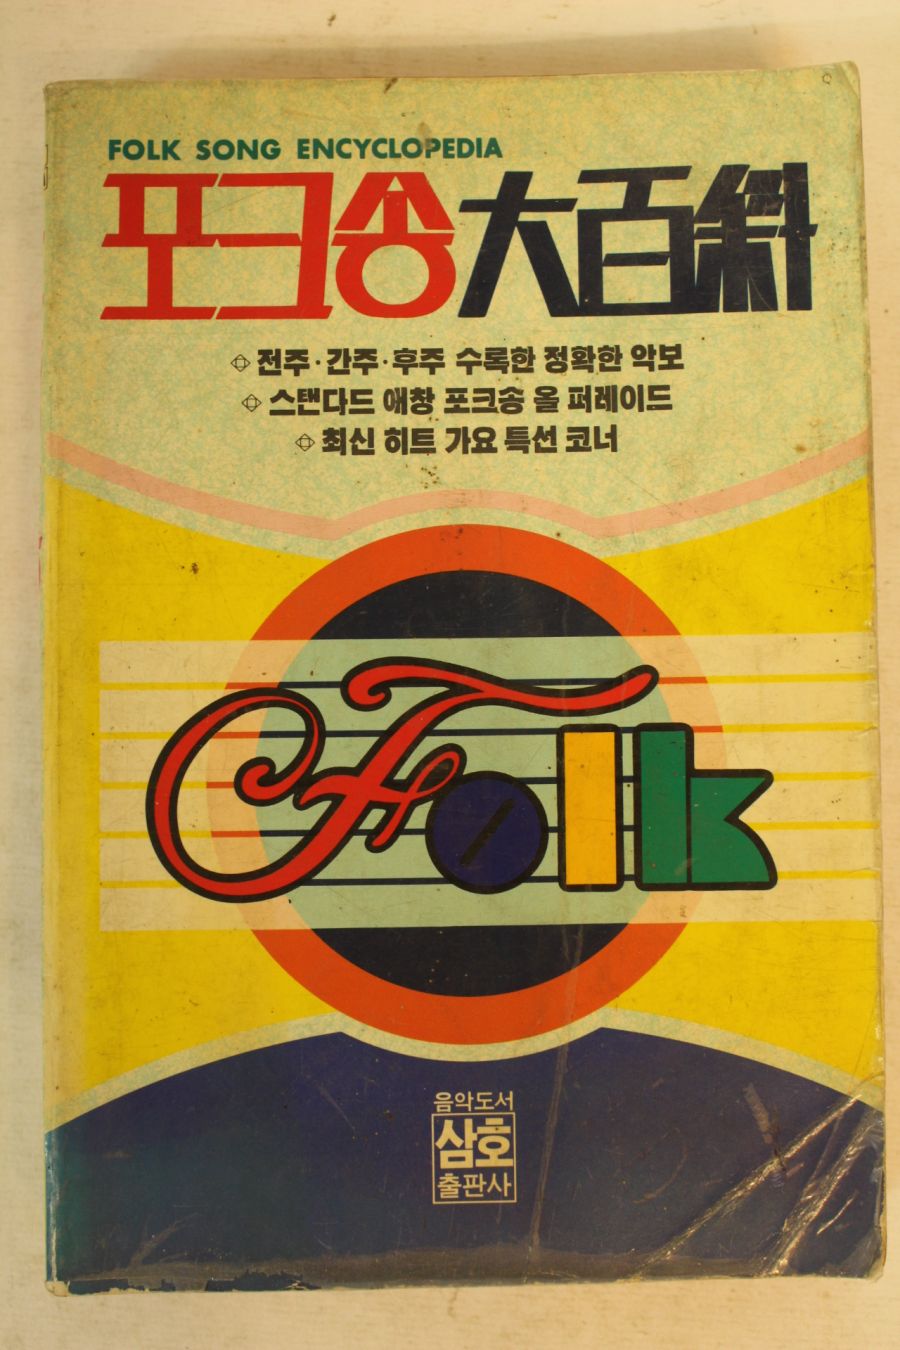 FOLK SONG ENCYCLOPEDIA
포크송大百科
전주·간주·후주 수록한 정확한 악보
스탠다드 애창 포크송 올 퍼레이드
최신 히트 가요 특선 코너
Folk
음악도서
삼호
출판사